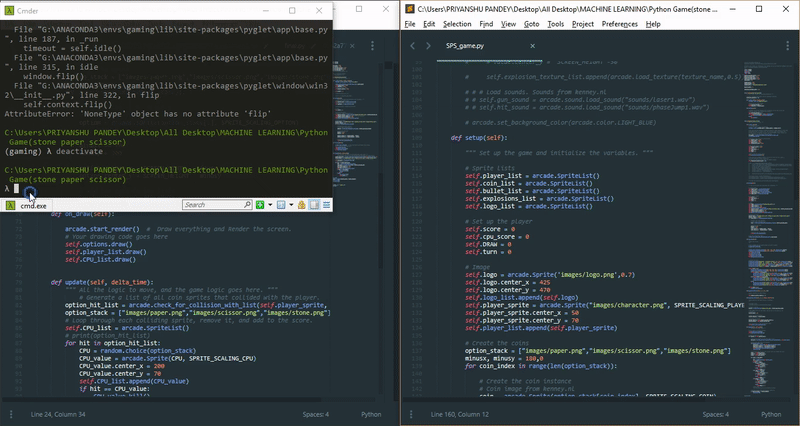 Cmder
File "G:\ANACONDA3\envs\gaming\lib\site-packages\pyglet\app\base.py
", line 187, in _run
timeout = self.idle()
File "G:\ANACONDA3\envs\gaming\lib\site-packages\pyglet\app\base.py
", line 315, in idle
window.flip()
File "G:\ANACONDA3\envs\gaming\lib\site-packages\pyglet\window\win3
2\__init__.py", line 322, in flip
self.context.flip()
AttributeError: 'NoneType' object has no attribute 'flip'
C:\Users\PRIYANSHU PANDEY\Desktop\All Desktop\MACHINE LEARNING\Python
Game(stone paper scissor)
(gaming) λ deactivate
C:\Users\PRIYANSHU PANDEY\Desktop\All Desktop\MACHINE LEARNING\Python
Game(stone paper scissor)
λ
cmd.exe
Search
def on_draw(self):
arcade.start_render() # Draw everything and Render the screen.
# Your drawing code goes here
self.options.draw()
self.player_list.draw()
self.CPU_list.draw()
def update(self, delta_time):
""" All the logic to move, and the game logic goes here. """
# Generate a list of all coin sprites that collided with the player.
option_hit_list = arcade.check_for_collision_with_list(self.player_sprite,
option_stack = ["images/paper.png","images/scissor.png","images/stone.png"]
# Loop through each colliding sprite, remove it, and add to the score.
self.CPU_list = arcade.SpriteList()
# print(option_hit_list)
for hit in option_hit_list:
CPU = random.choice(option_stack)
CPU_value = arcade.Sprite(CPU, SPRITE_SCALING_CPU)
CPU_value.center_x = 200
CPU_value.center_y = 70
self.CPU_list.append(CPU_value)
if hit == CPU_value:
Line 24, Column 34
Spaces: 4
Python
C:\Users\PRIYANSHU PANDEY\Desktop\All Desktop\MACHINE LEARNING\Python Game(stone ...
File Edit Selection Find View Goto Tools Project Preferences Help
SPS_game.py
# self.explosion_texture_list.append(arcade.load_texture(texture_name,0.5)
# # # Load sounds. Sounds from kenney.nl
# # self.gun_sound = arcade.sound.load_sound("sounds/laser1.wav")
# # self.hit_sound = arcade.sound.load_sound("sounds/phaseJump1.wav")
# arcade.set_background_color(arcade.color.LIGHT_BLUE)
def setup(self):
""" Set up the game and initialize the variables. """
# Sprite lists
self.player_list = arcade.SpriteList()
self.coin_list = arcade.SpriteList()
self.bullet_list = arcade.SpriteList()
self.explosions_list = arcade.SpriteList()
self.logo_list = arcade.SpriteList()
# Set up the player
self.score = 0
self.cpu_score = 0
self.DRAW = 0
self.turn = 0
# Image
self.logo = arcade.Sprite('images/logo.png',0.7)
self.logo.center_x = 425
self.logo.center_y = 470
self.logo_list.append(self.logo)
self.player_sprite = arcade.Sprite("images/character.png", SPRITE_SCALING_PLAYE
self.player_sprite.center_x = 50
self.player_sprite.center_y = 70
self.player_list.append(self.player_sprite)
# Create the coins
option_stack = ["images/paper.png","images/scissor.png","images/stone.png"]
minusx, minusy = 180,0
for coin_index in range(len(option_stack)):
# Create the coin instance
# Coin image from kenney.nl
Line 160, Column 12
Spaces: 4
Python